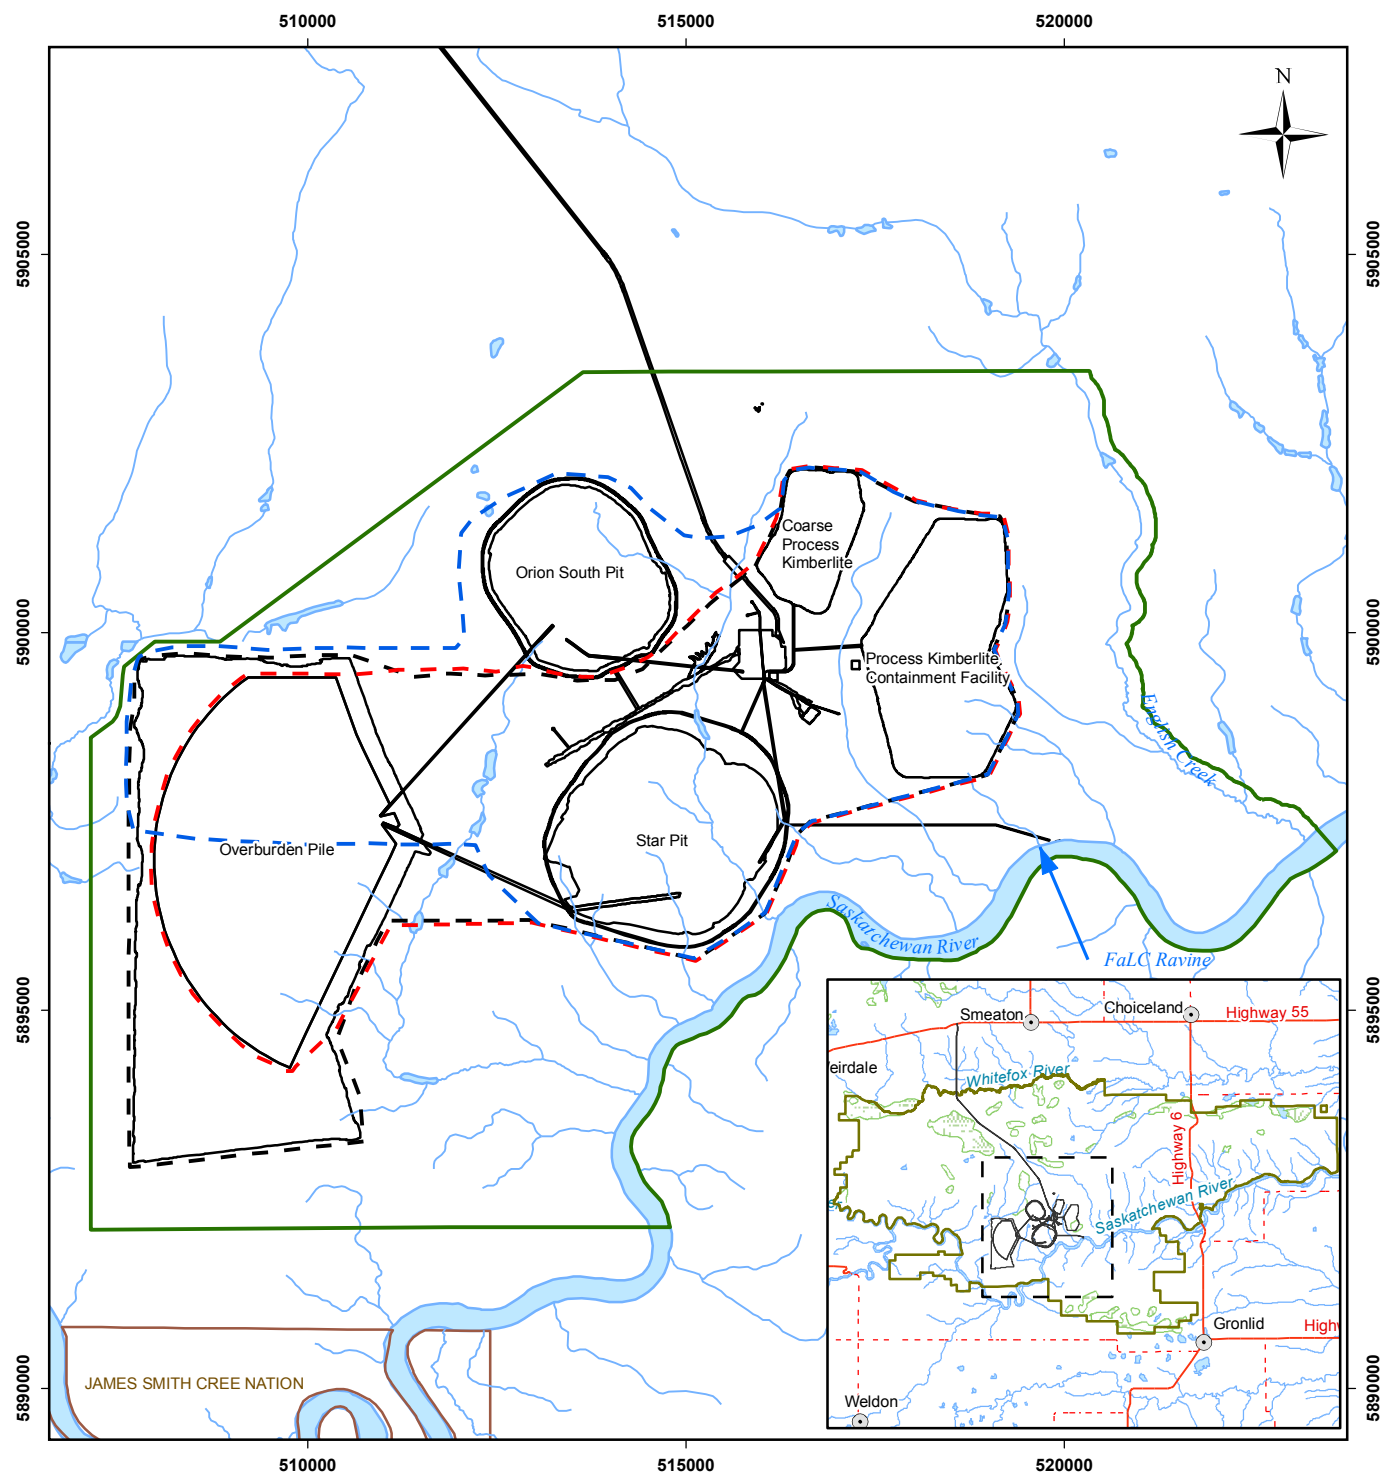 510000
515000
520000
N
5905000
5905000
Coarse
Process
Kimberlite
Orion South Pit
5900000
5900000
Process Kimberlite
Containment Facility
English Creek
Star Pit
Overburden Pile
Saskatchewan River
FaLC Ravine
5895000
5895000
Smeaton
Choiceland
Highway 55
eirdale
Whitefox River
Highway 6
Saskatchewan River
er
Gronlid
High
Weldon
JAMES SMITH CREE NATION
5890000
5890000
510000
515000
520000